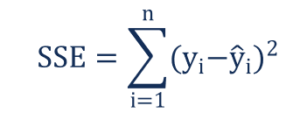 n
SSE = ∑(yᵢ−ŷᵢ)²
i=1